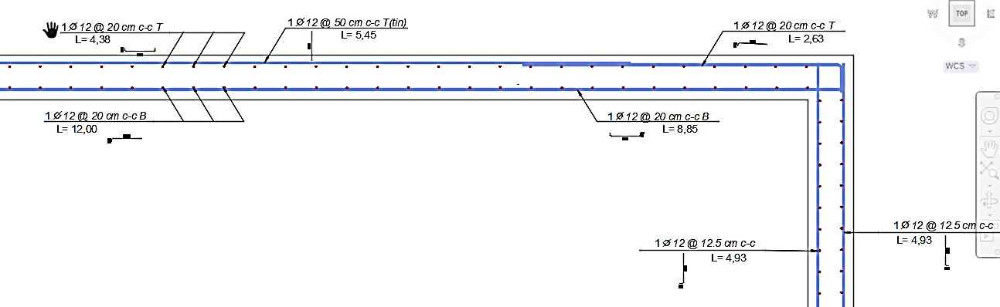 1 Ø 12 @ 20 cm c-c T
L= 4,38
1 Ø 12 @ 50 cm c-c T(tin)
L= 5,45
1 Ø 12 @ 20 cm c-c T
L= 2,63
W TOP E
S
WCS
1 Ø 12 @ 20 cm c-c B
L= 12,00
1 Ø 12 @ 20 cm c-c B
L= 8,85
1 Ø 12 @ 12.5 cm c-c
L= 4,93
1 Ø 12 @ 12.5 cm c-c
L= 4,93